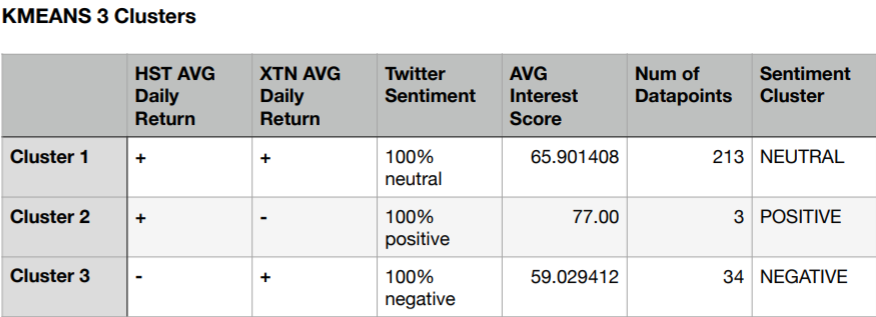 KMEANS 3 Clusters
HST AVG Daily Return XTN AVG Daily Return Twitter Sentiment AVG Interest Score Num of Datapoints Sentiment Cluster
Cluster 1 + + 100% neutral 65.901408 213 NEUTRAL
Cluster 2 + - 100% positive 77.00 3 POSITIVE
Cluster 3 - + 100% negative 59.029412 34 NEGATIVE